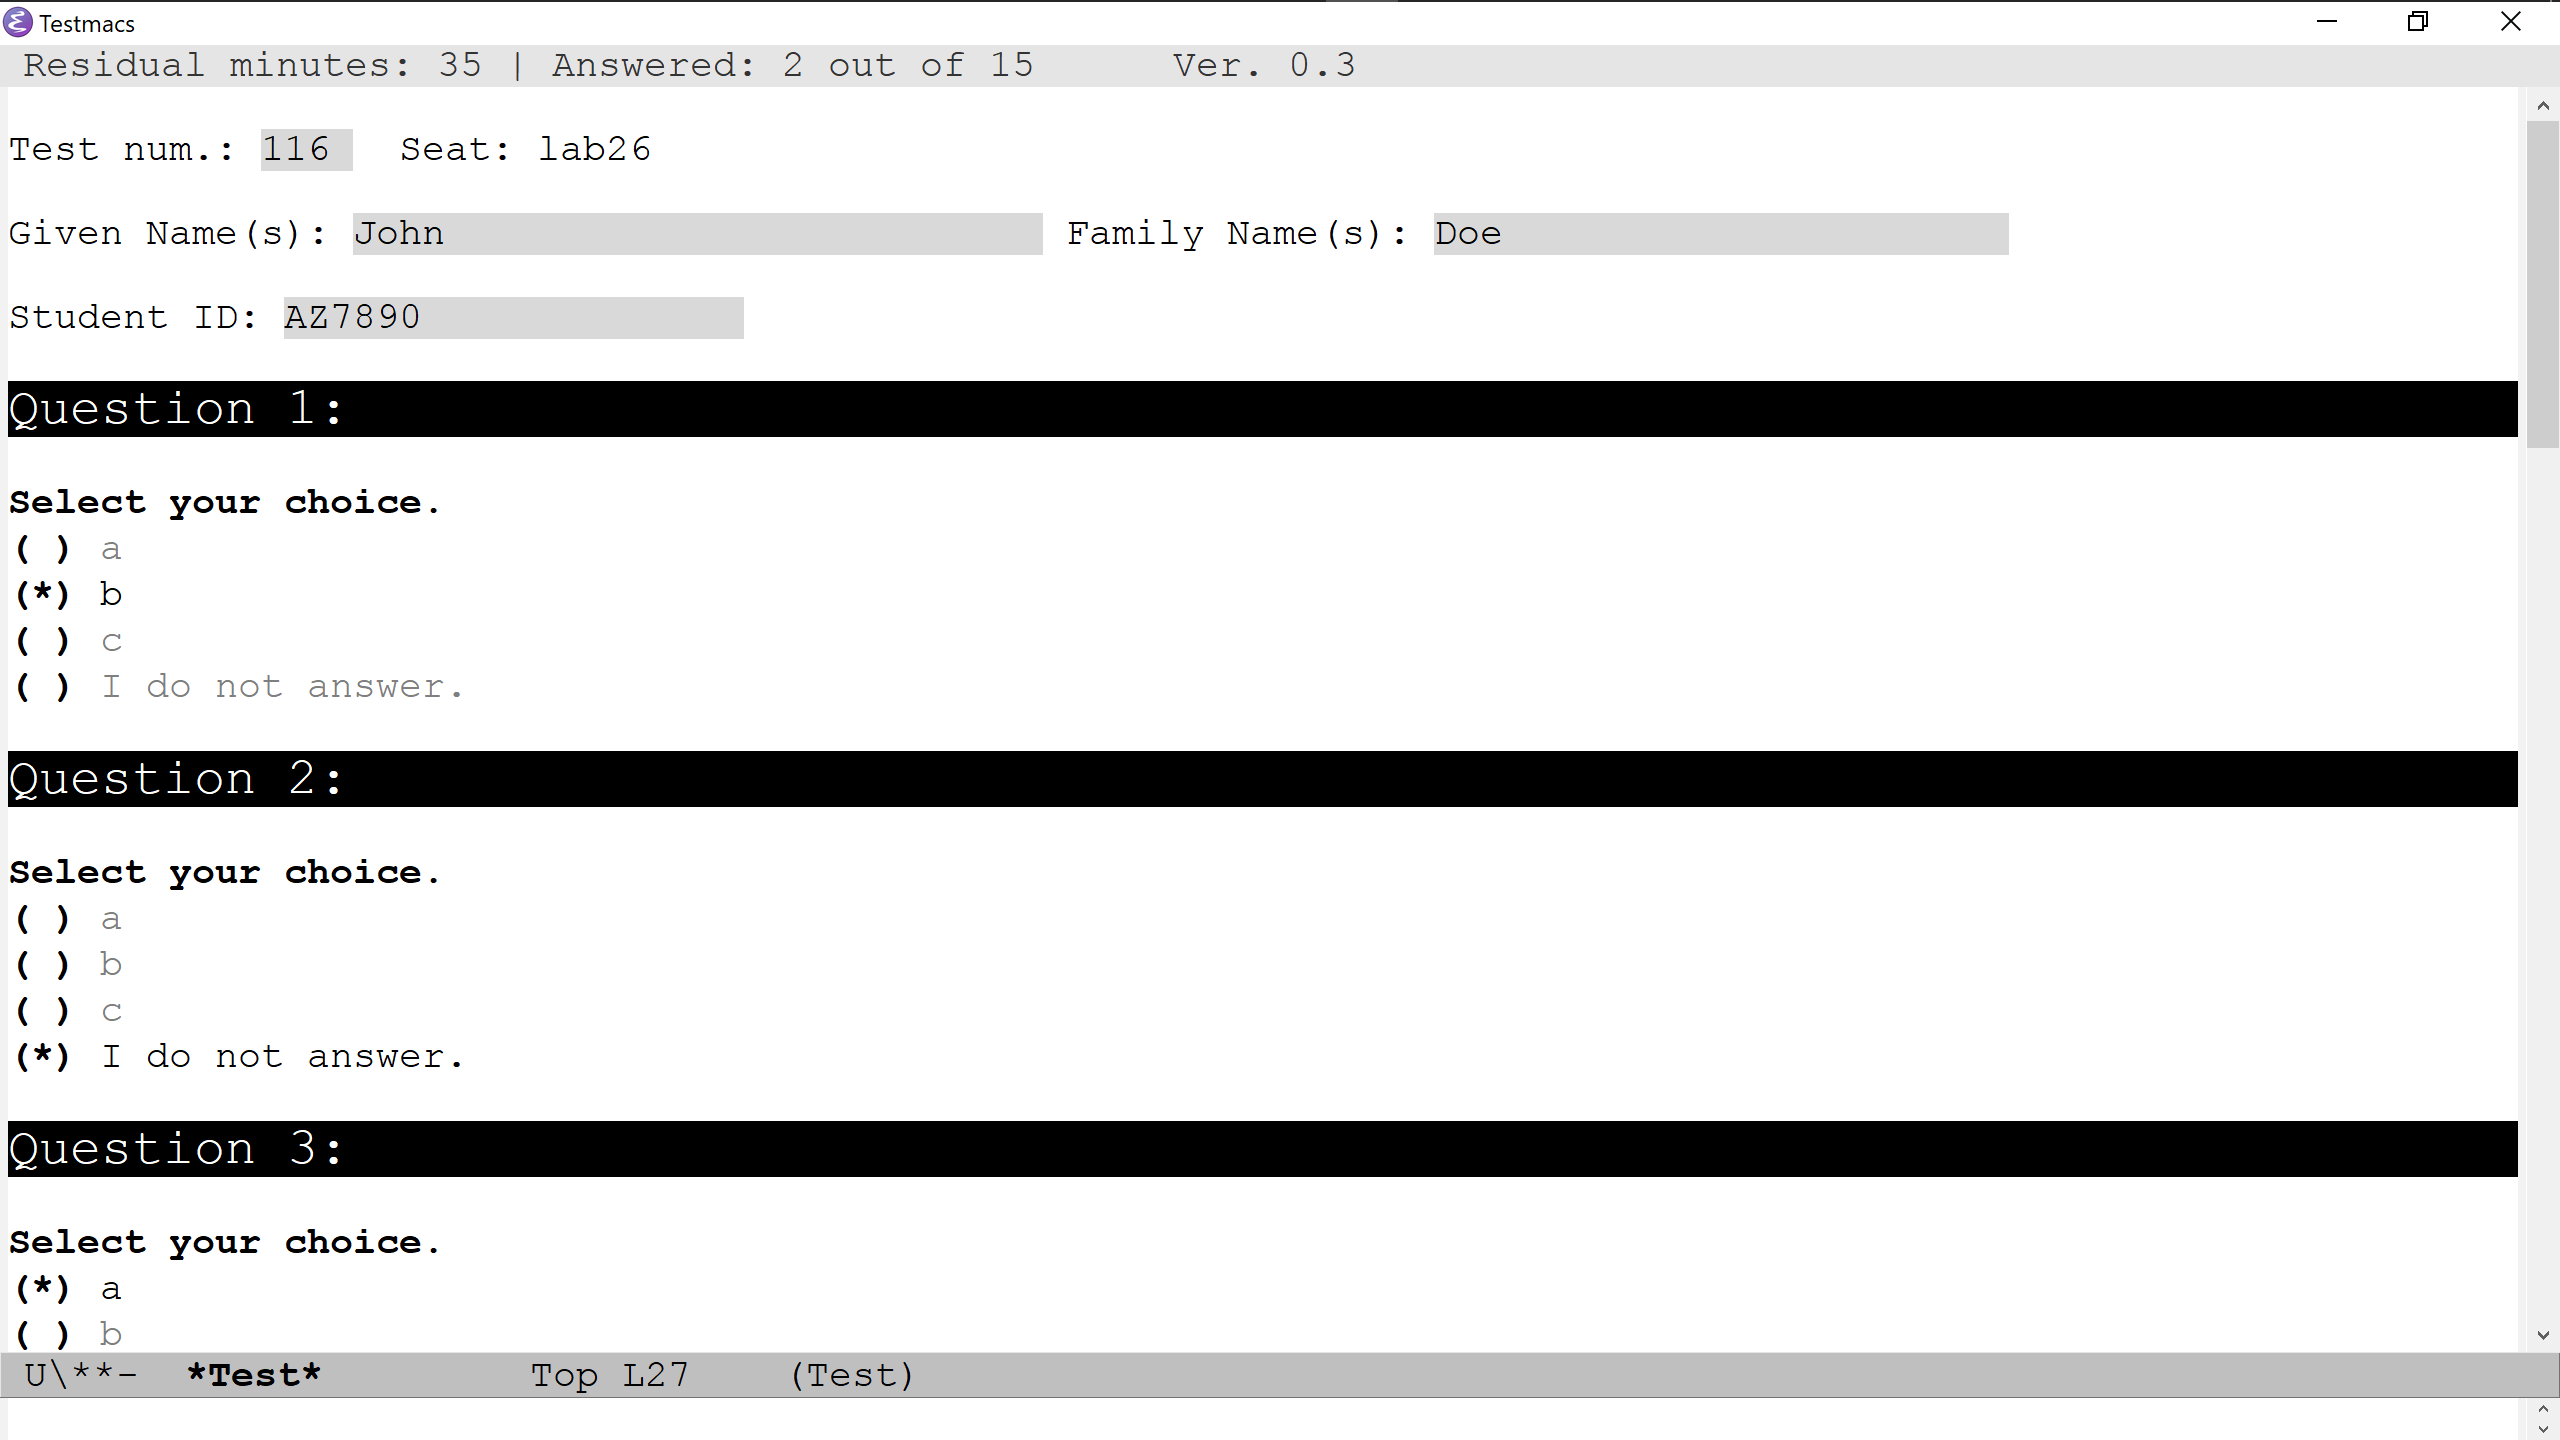 Testmacs
Residual minutes: 35 | Answered: 2 out of 15      Ver. 0.3
Test num.: 116   Seat: lab26
Given Name(s): John Family Name(s): Doe
Student ID: AZ7890
Question 1:
Select your choice.
( ) a
(*) b
( ) c
( ) I do not answer.
Question 2:
Select your choice.
( ) a
( ) b
( ) c
(*) I do not answer.
Question 3:
Select your choice.
(*) a
( ) b
U\**-  *Test*         Top L27    (Test)